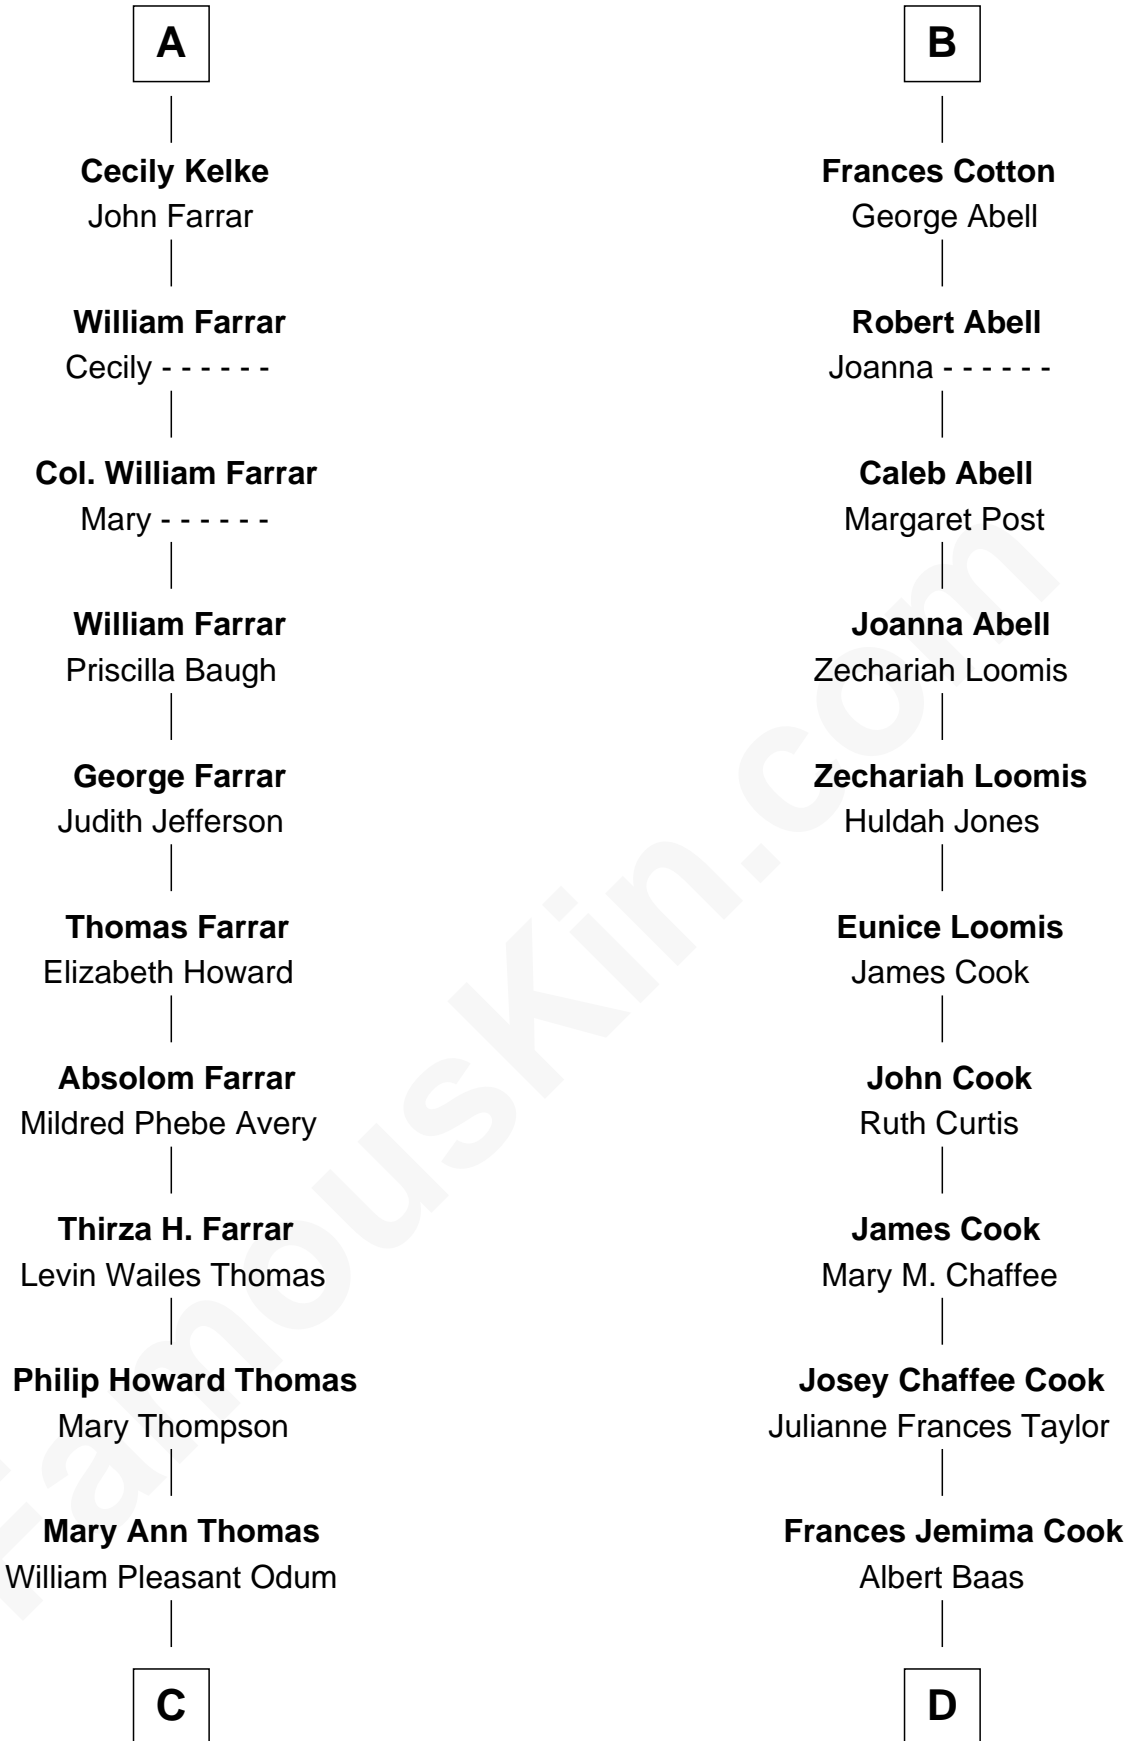 A
Cecily Kelke
John Farrar
William Farrar
Cecily - - - - - -
Col. William Farrar
Mary - - - - - -
William Farrar
Priscilla Baugh
George Farrar
Judith Jefferson
Thomas Farrar
Elizabeth Howard
Absolom Farrar
Mildred Phebe Avery
Thirza H. Farrar
Levin Wailes Thomas
Philip Howard Thomas
Mary Thompson
Mary Ann Thomas
William Pleasant Odum
C
B
Frances Cotton
George Abell
Robert Abell
Joanna - - - - - -
Caleb Abell
Margaret Post
Joanna Abell
Zechariah Loomis
Zechariah Loomis
Huldah Jones
Eunice Loomis
James Cook
John Cook
Ruth Curtis
James Cook
Mary M. Chaffee
Josey Chaffee Cook
Julianne Frances Taylor
Frances Jemima Cook
Albert Baas
D
FamousKin.com